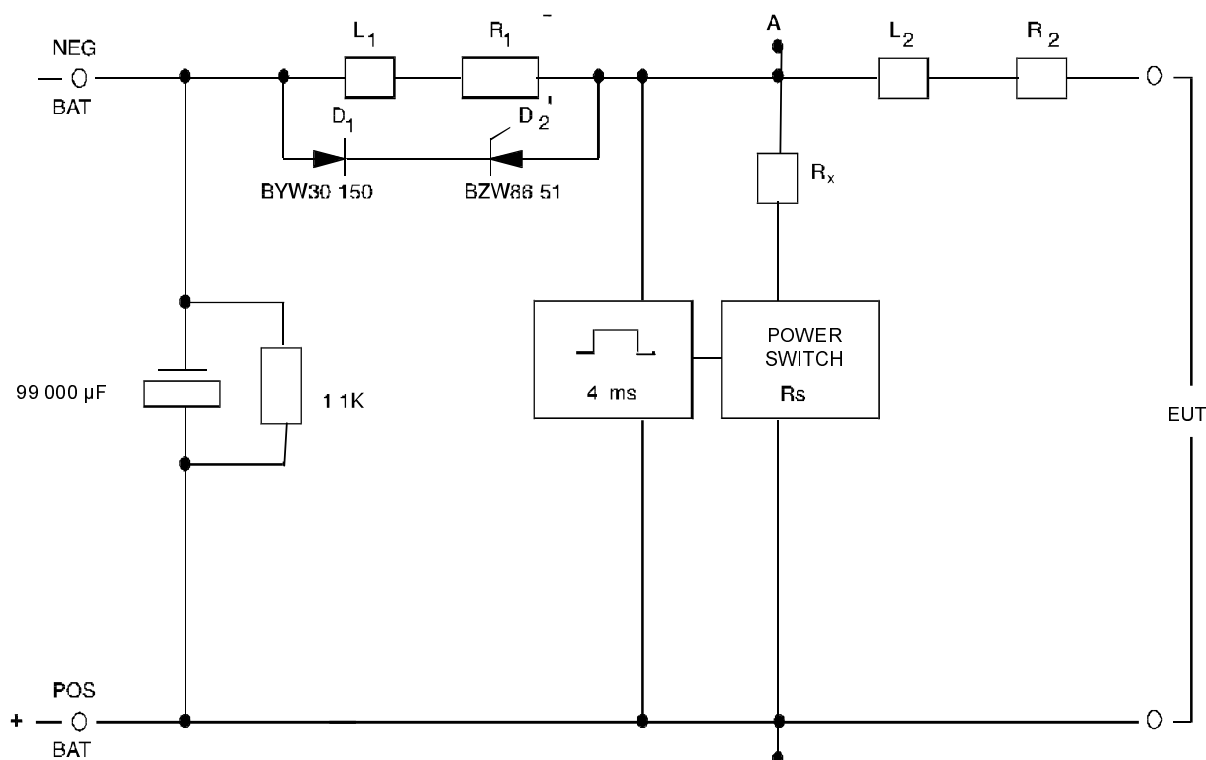 NEG
BAT
L1
R1
A
L2
R2
D1
D2
BYW30 150
BZW86 51
Rx
99 000 µF
1 1K
4 ms
POWER
SWITCH
Rs
EUT
POS
+
BAT